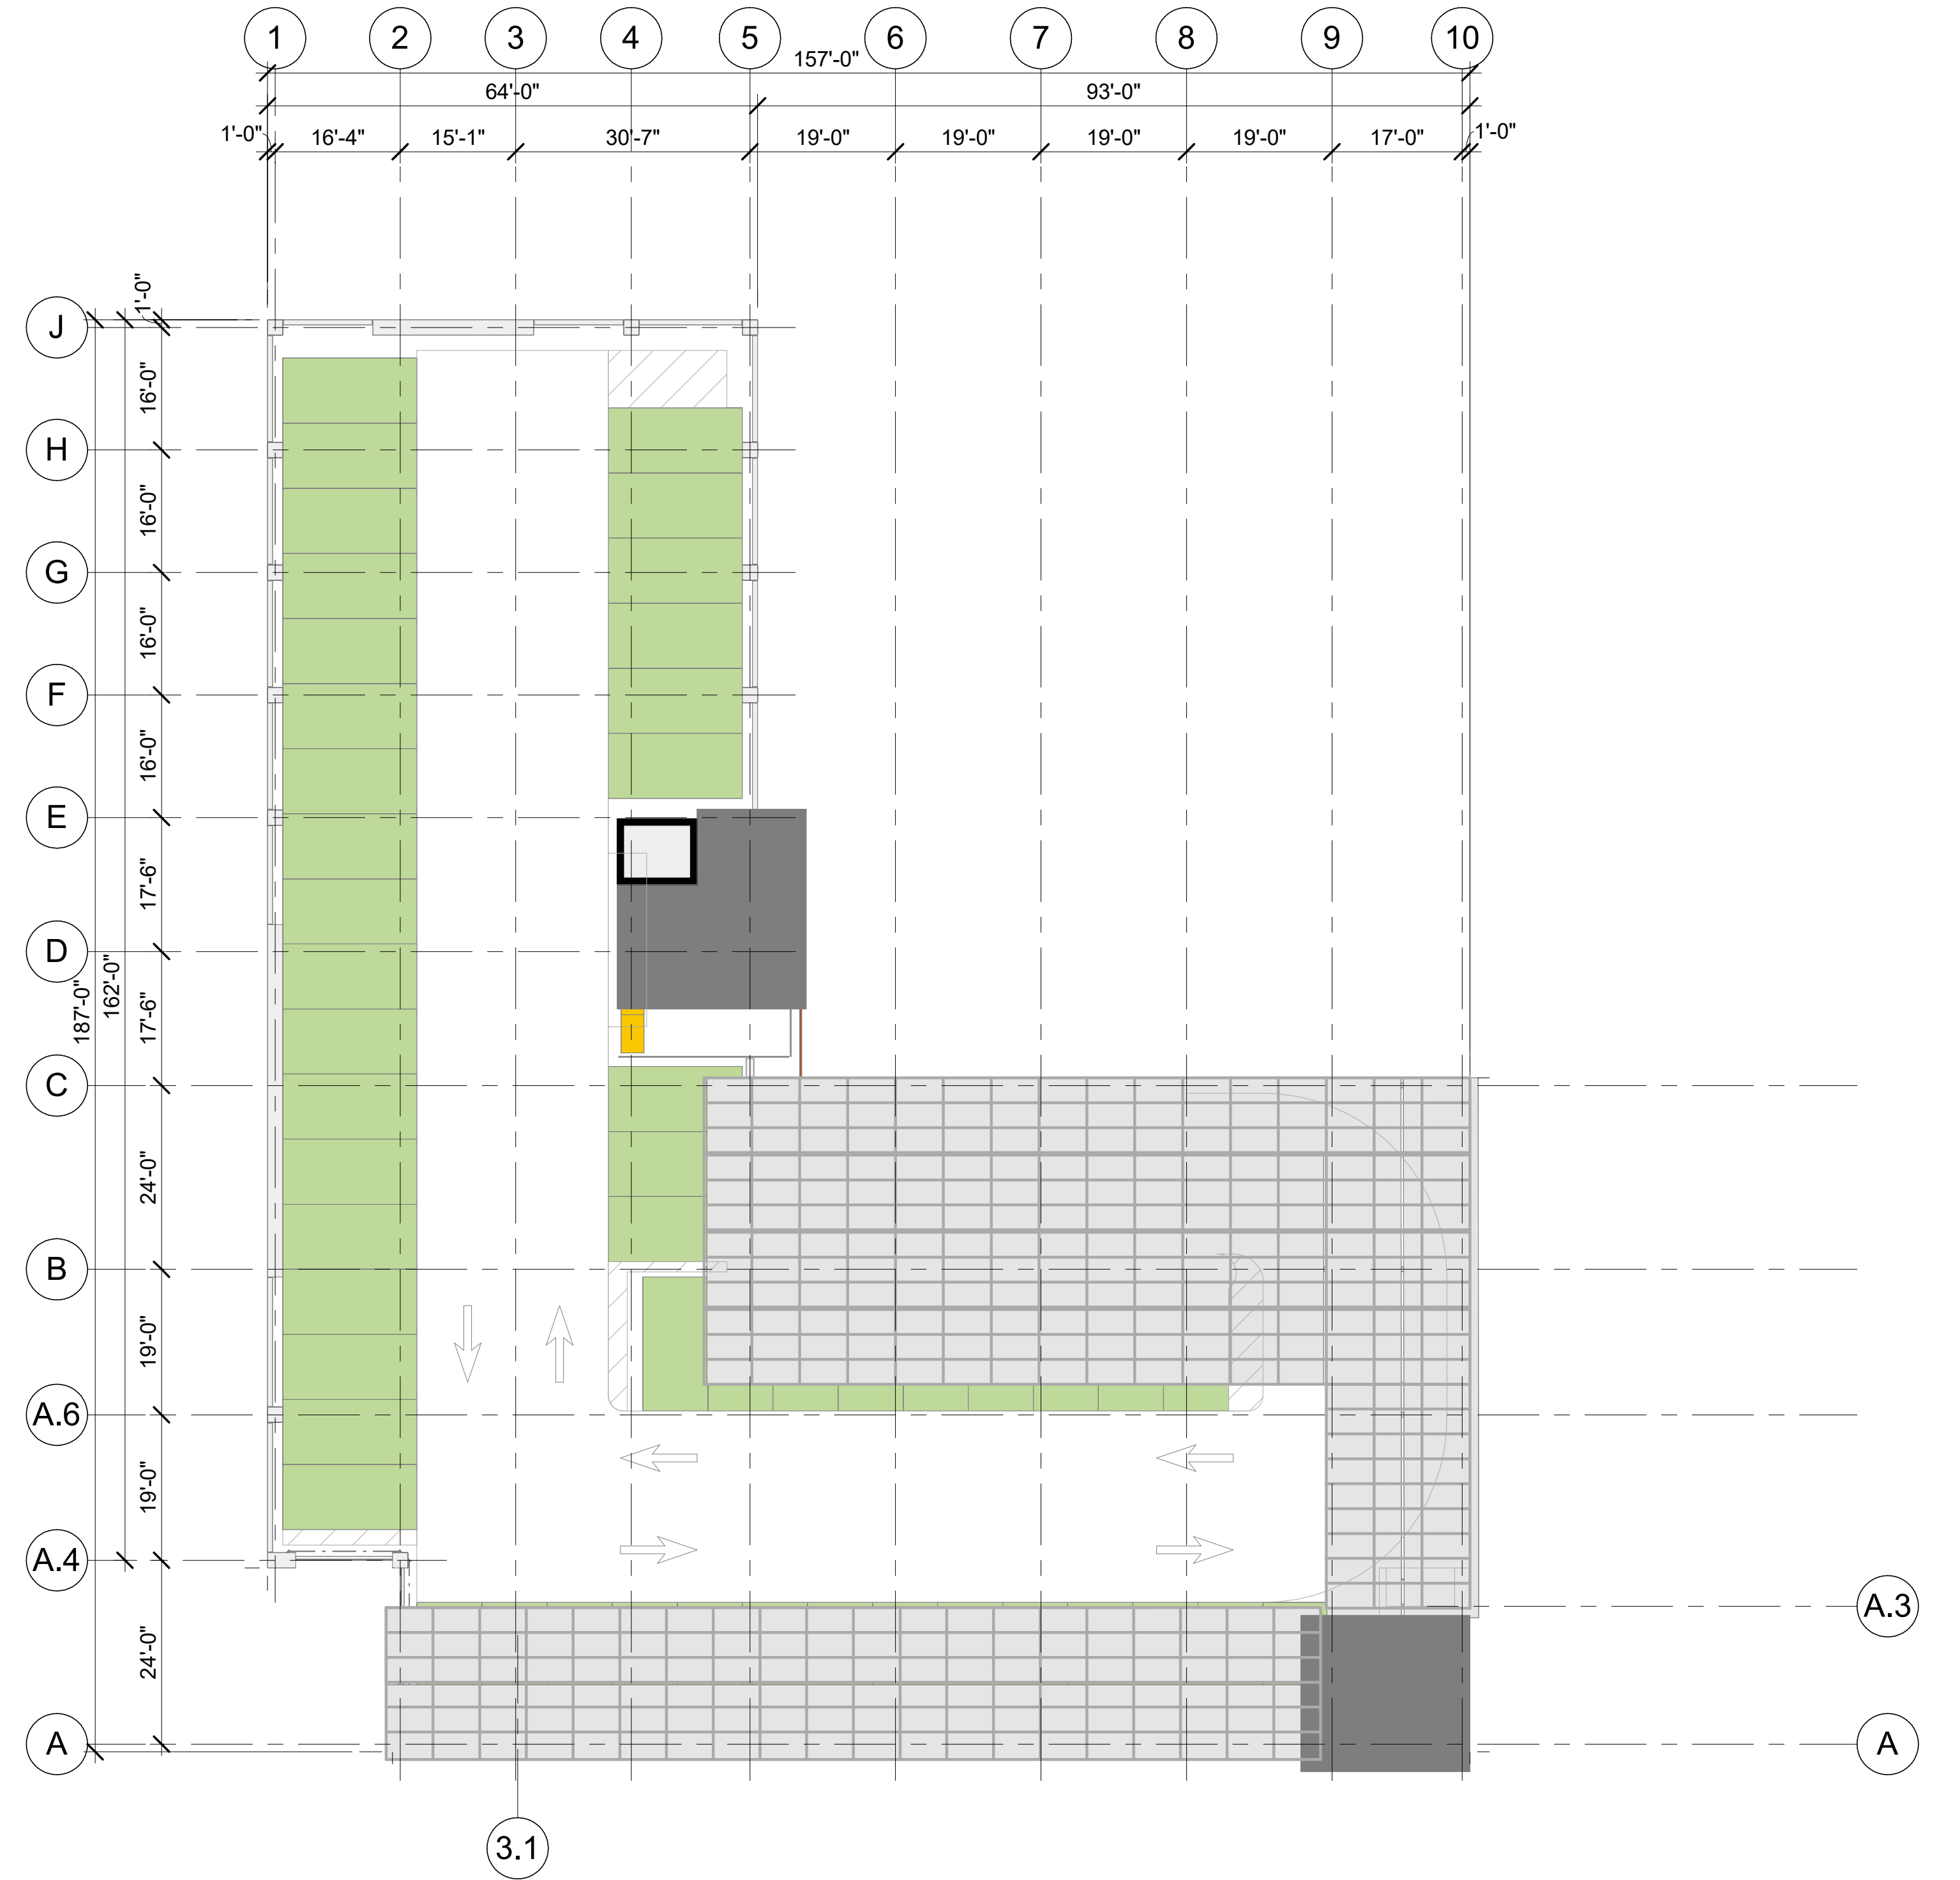 1 2 3 4 5 6 7 8 9 10
157'-0"
64'-0" 93'-0"
1'-0" 16'-4" 15'-1" 30'-7" 19'-0" 19'-0" 19'-0" 19'-0" 17'-0" 1'-0"
1'-0"
J
16'-0"
H
16'-0"
G
16'-0"
F
16'-0"
E
17'-6"
D
187'-0" 162'-0" 17'-6"
C
24'-0"
B
19'-0"
A.6
19'-0"
A.4
A.3
24'-0"
A A
3.1